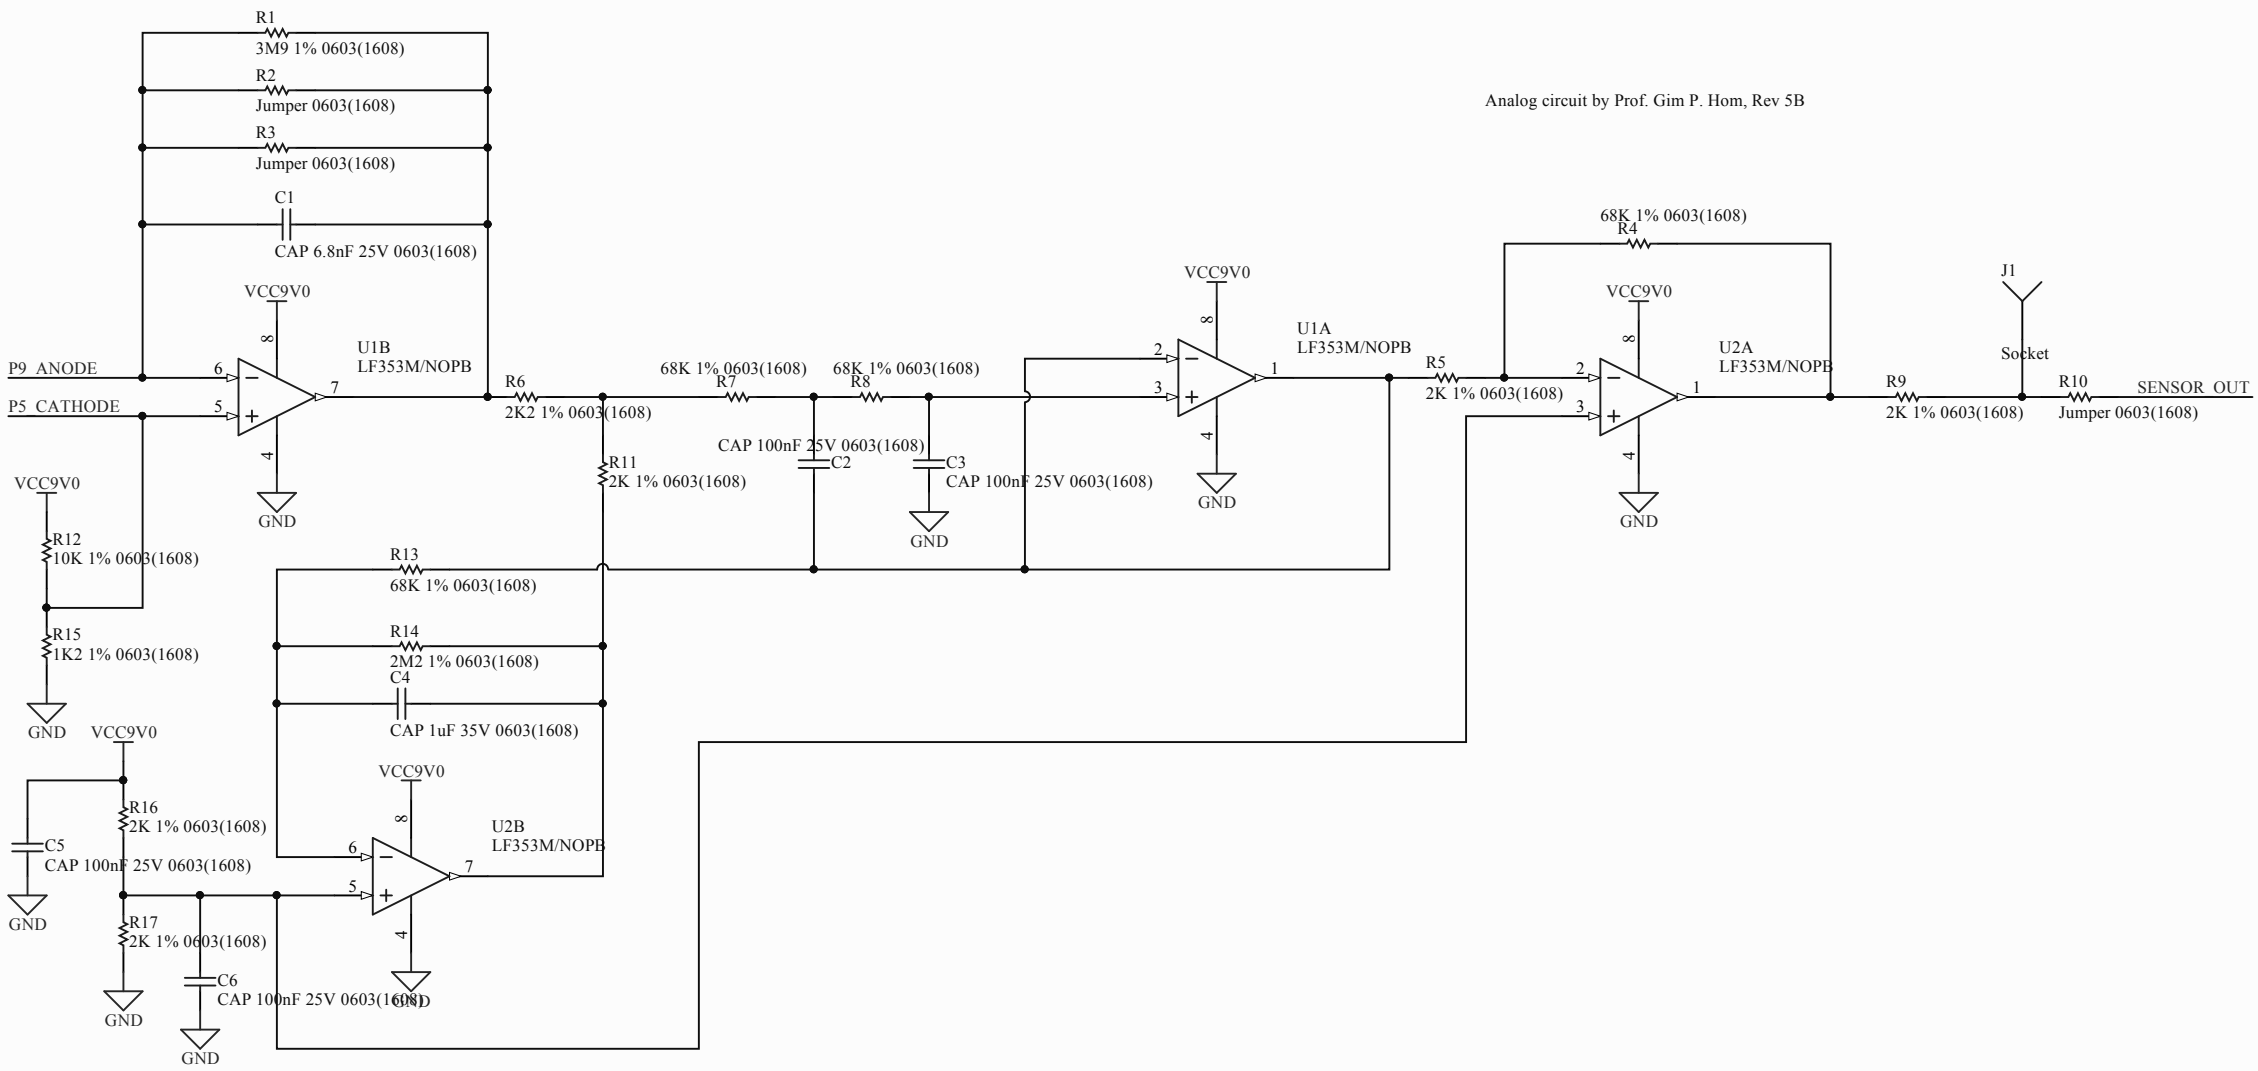 R1
3M9 1% 0603(1608)
R2
Jumper 0603(1608)
R3
Jumper 0603(1608)
C1
CAP 6.8nF 25V 0603(1608)
VCC9V0
8
U1B
LF353M/NOPB
P9 ANODE
6
7
P5 CATHODE
5
4
GND
Analog circuit by Prof. Gim P. Hom, Rev 5B
R6
2K2 1% 0603(1608)
68K 1% 0603(1608)
R7
68K 1% 0603(1608)
R8
CAP 100nF 25V 0603(1608)
C2
C3
CAP 100nF 25V 0603(1608)
GND
R11
2K 1% 0603(1608)
VCC9V0
8
U1A
LF353M/NOPB
2
1
3
4
GND
R5
2K 1% 0603(1608)
68K 1% 0603(1608)
R4
VCC9V0
8
U2A
LF353M/NOPB
2
1
3
4
GND
J1
Socket
R9
2K 1% 0603(1608)
R10
Jumper 0603(1608)
SENSOR OUT
VCC9V0
R12
10K 1% 0603(1608)
R15
1K2 1% 0603(1608)
GND
R13
68K 1% 0603(1608)
R14
2M2 1% 0603(1608)
C4
CAP 1uF 35V 0603(1608)
VCC9V0
R16
2K 1% 0603(1608)
C5
CAP 100nF 25V 0603(1608)
GND
R17
2K 1% 0603(1608)
GND
C6
CAP 100nF 25V 0603(1608)
GND
VCC9V0
8
U2B
LF353M/NOPB
6
7
5
4
GND